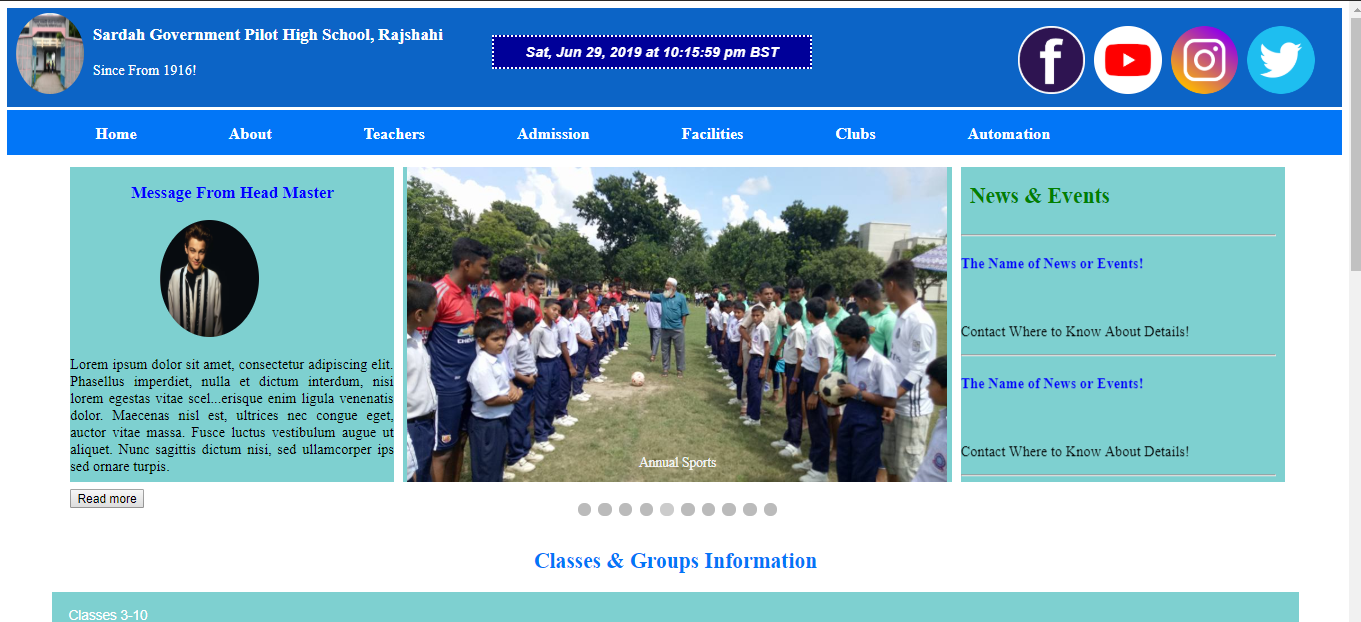 Sardah Government Pilot High School, Rajshahi
Since From 1916!
Sat, Jun 29, 2019 at 10:15:59 pm BST
Home About Teachers Admission Facilities Clubs Automation
Message From Head Master
Lorem ipsum dolor sit amet, consectetur adipiscing elit.
Phasellus imperdiet, nulla et dictum interdum, nisi
lorem egestas vitae scel...erisque enim ligula venenatis
dolor. Maecenas nisl est, ultrices nec congue eget,
auctor vitae massa. Fusce luctus vestibulum augue ut
aliquet. Nunc sagittis dictum nisi, sed ullamcorper ips
sed ornare turpis.
Read more
Annual Sports
News & Events
The Name of News or Events!
Contact Where to Know About Details!
The Name of News or Events!
Contact Where to Know About Details!
Classes & Groups Information
Classes 3-10